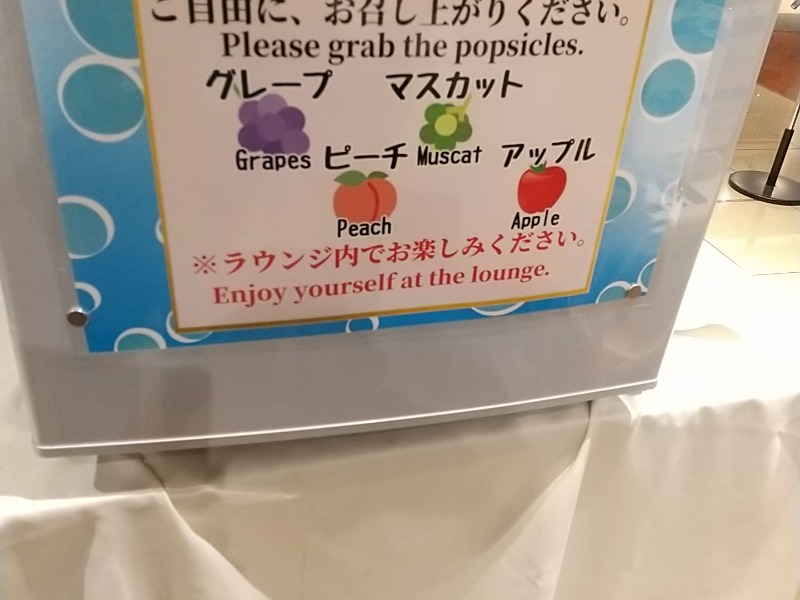 ご自由に、お召し上がりください。
Please grab the popsicles.
グレープ マスカット
Grapes ピーチ Muscat アップル
Peach Apple
※ラウンジ内でお楽しみください。
Enjoy yourself at the lounge.